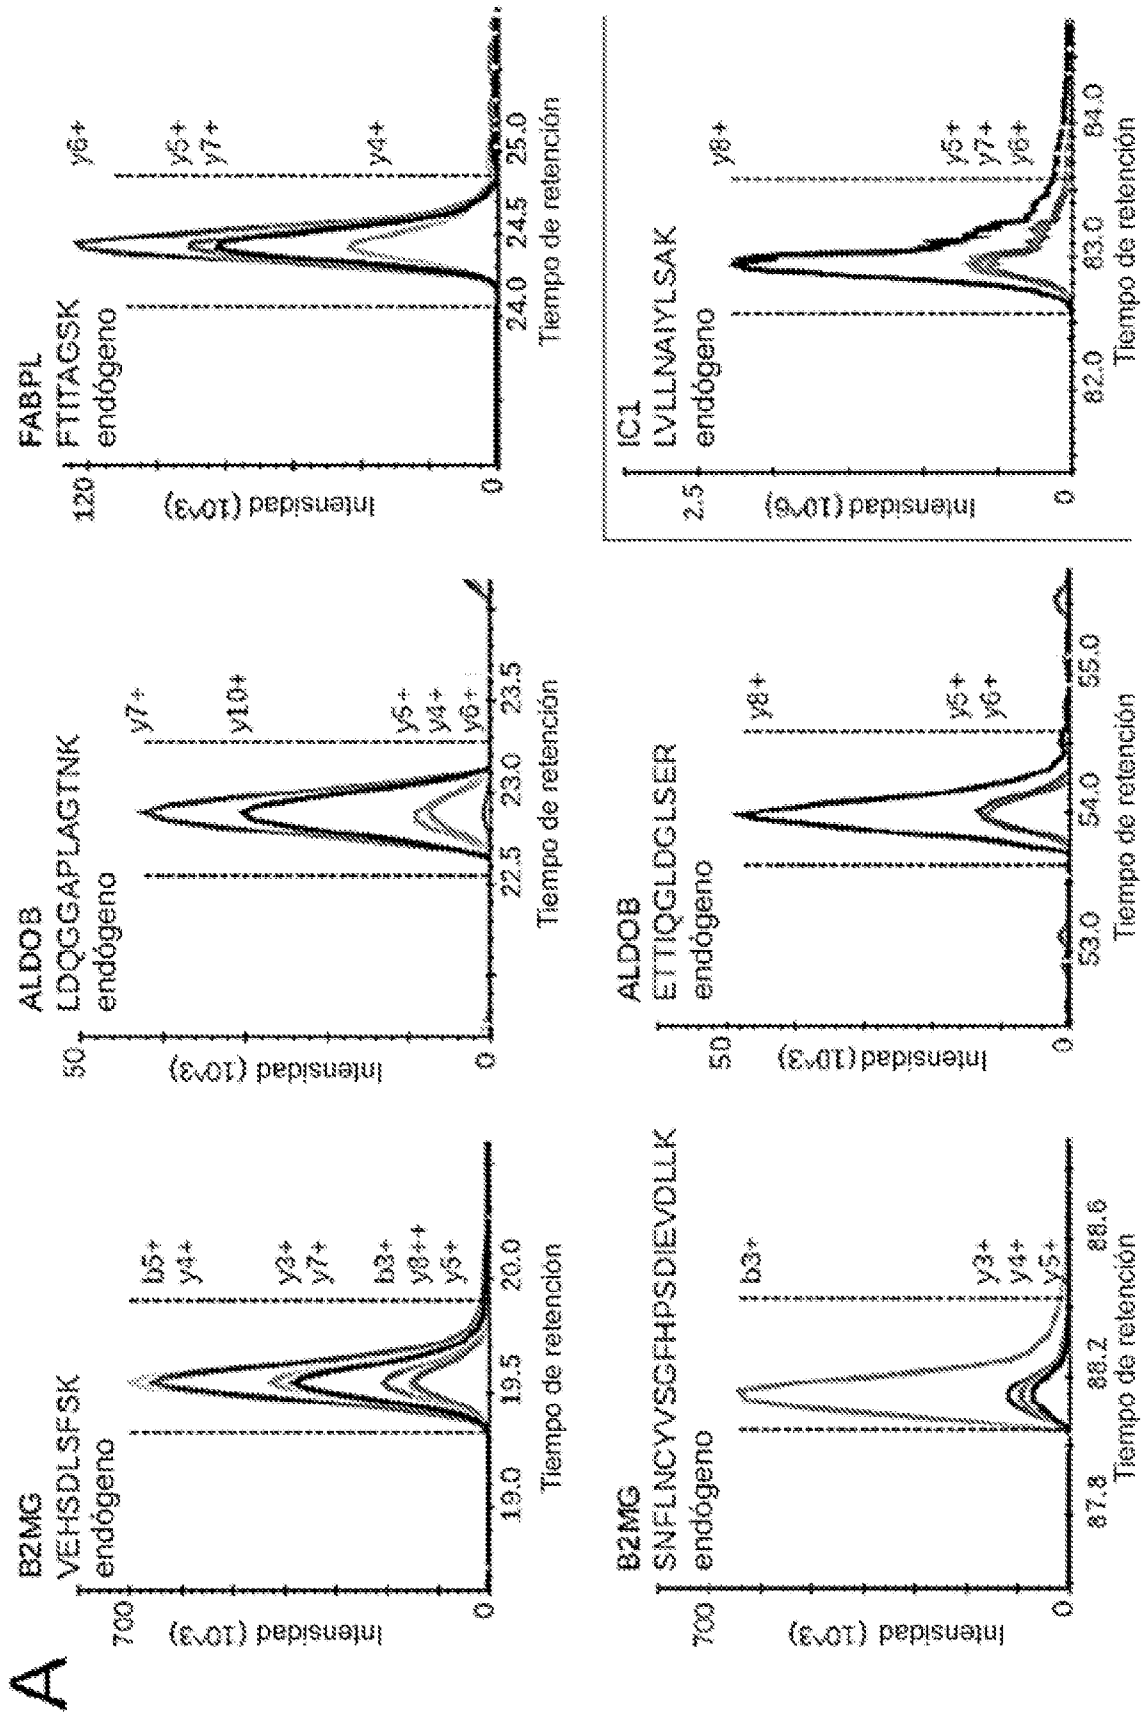 A
B2MG
VEHSDLSFSK
endógeno
700
0
Intensidad (10^3)
b5+
y4+
y3+
y7+
b3+
y8++
y5+
19.0
19.5
20.0
Tiempo de retención
ALDOB
LDQGGAPLAGTNK
endógeno
50
0
Intensidad (10^3)
y7+
y10+
y5+
y4+
y6+
22.5
23.0
23.5
Tiempo de retención
FABPL
FTITAGSK
endógeno
120
0
Intensidad (10^3)
y6+
y5+
y7+
y4+
24.0
24.5
25.0
Tiempo de retención
B2MG
SNFLNCYVSGFHPSDIEVDLLK
endógeno
700
0
Intensidad (10^3)
b3+
y3+
y4+
y5+
87.8
88.2
88.6
Tiempo de retención
ALDOB
ETTIQGLDGLSER
endógeno
50
0
Intensidad (10^3)
y8+
y5+
y6+
53.0
54.0
55.0
Tiempo de retención
IC1
LVLLNAIYLSAK
endógeno
2.5
0
Intensidad (10^6)
y8+
y5+
y7+
y6+
82.0
83.0
84.0
Tiempo de retención